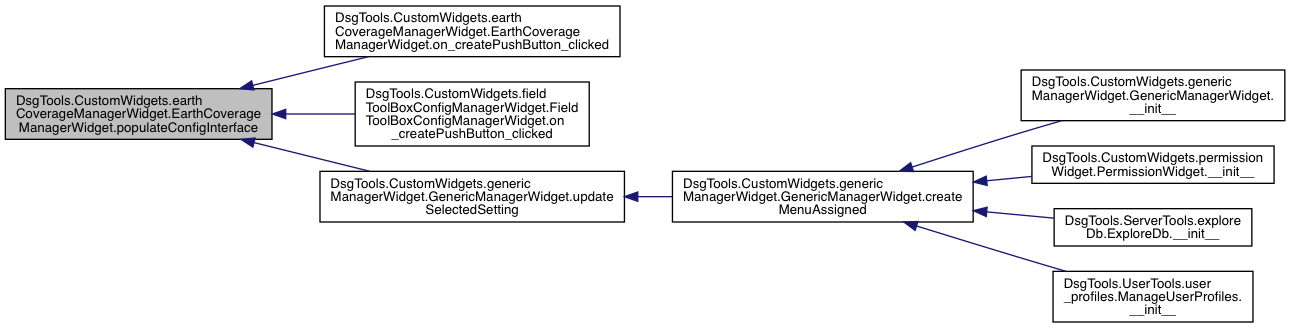 DsgTools.CustomWidgets.earth
CoverageManagerWidget.EarthCoverage
ManagerWidget.populateConfigInterface
DsgTools.CustomWidgets.earth
CoverageManagerWidget.EarthCoverage
ManagerWidget.on_createPushButton_clicked
DsgTools.CustomWidgets.field
ToolBoxConfigManagerWidget.Field
ToolBoxConfigManagerWidget.on
_createPushButton_clicked
DsgTools.CustomWidgets.generic
ManagerWidget.GenericManagerWidget.update
SelectedSetting
DsgTools.CustomWidgets.generic
ManagerWidget.GenericManagerWidget.create
MenuAssigned
DsgTools.CustomWidgets.generic
ManagerWidget.GenericManagerWidget.
__init__
DsgTools.CustomWidgets.permission
Widget.PermissionWidget.__init__
DsgTools.ServerTools.explore
Db.ExploreDb.__init__
DsgTools.UserTools.user
_profiles.ManageUserProfiles.
__init__